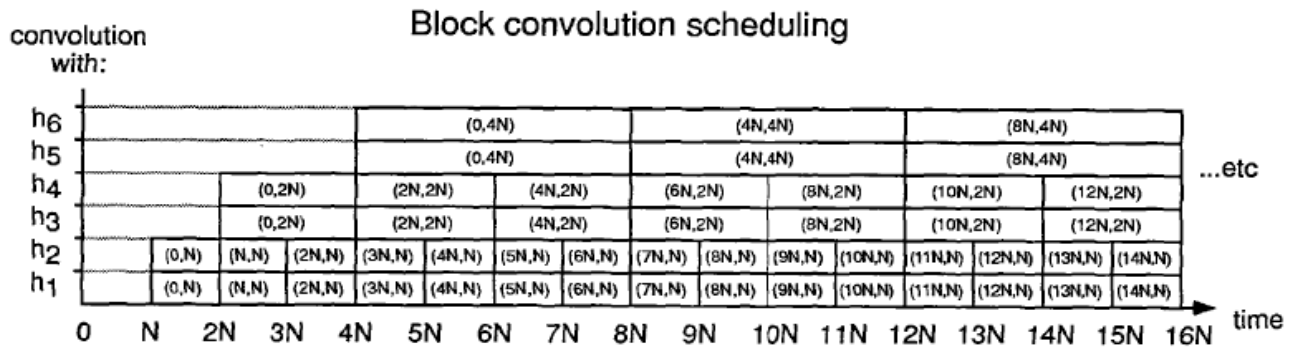 Block convolution scheduling
convolution
with:
h6 (0,4N) (4N,4N) (8N,4N)
h5 (0,4N) (4N,4N) (8N,4N)
...etc
h4 (0,2N) (2N,2N) (4N,2N) (6N,2N) (8N,2N) (10N,2N) (12N,2N)
h3 (0,2N) (2N,2N) (4N,2N) (6N,2N) (8N,2N) (10N,2N) (12N,2N)
h2 (0,N) (N,N) (2N,N) (3N,N) (4N,N) (5N,N) (6N,N) (7N,N) (8N,N) (9N,N) (10N,N) (11N,N) (12N,N) (13N,N) (14N,N)
h1 (0,N) (N,N) (2N,N) (3N,N) (4N,N) (5N,N) (6N,N) (7N,N) (8N,N) (9N,N) (10N,N) (11N,N) (12N,N) (13N,N) (14N,N)
0 N 2N 3N 4N 5N 6N 7N 8N 9N 10N 11N 12N 13N 14N 15N 16N time